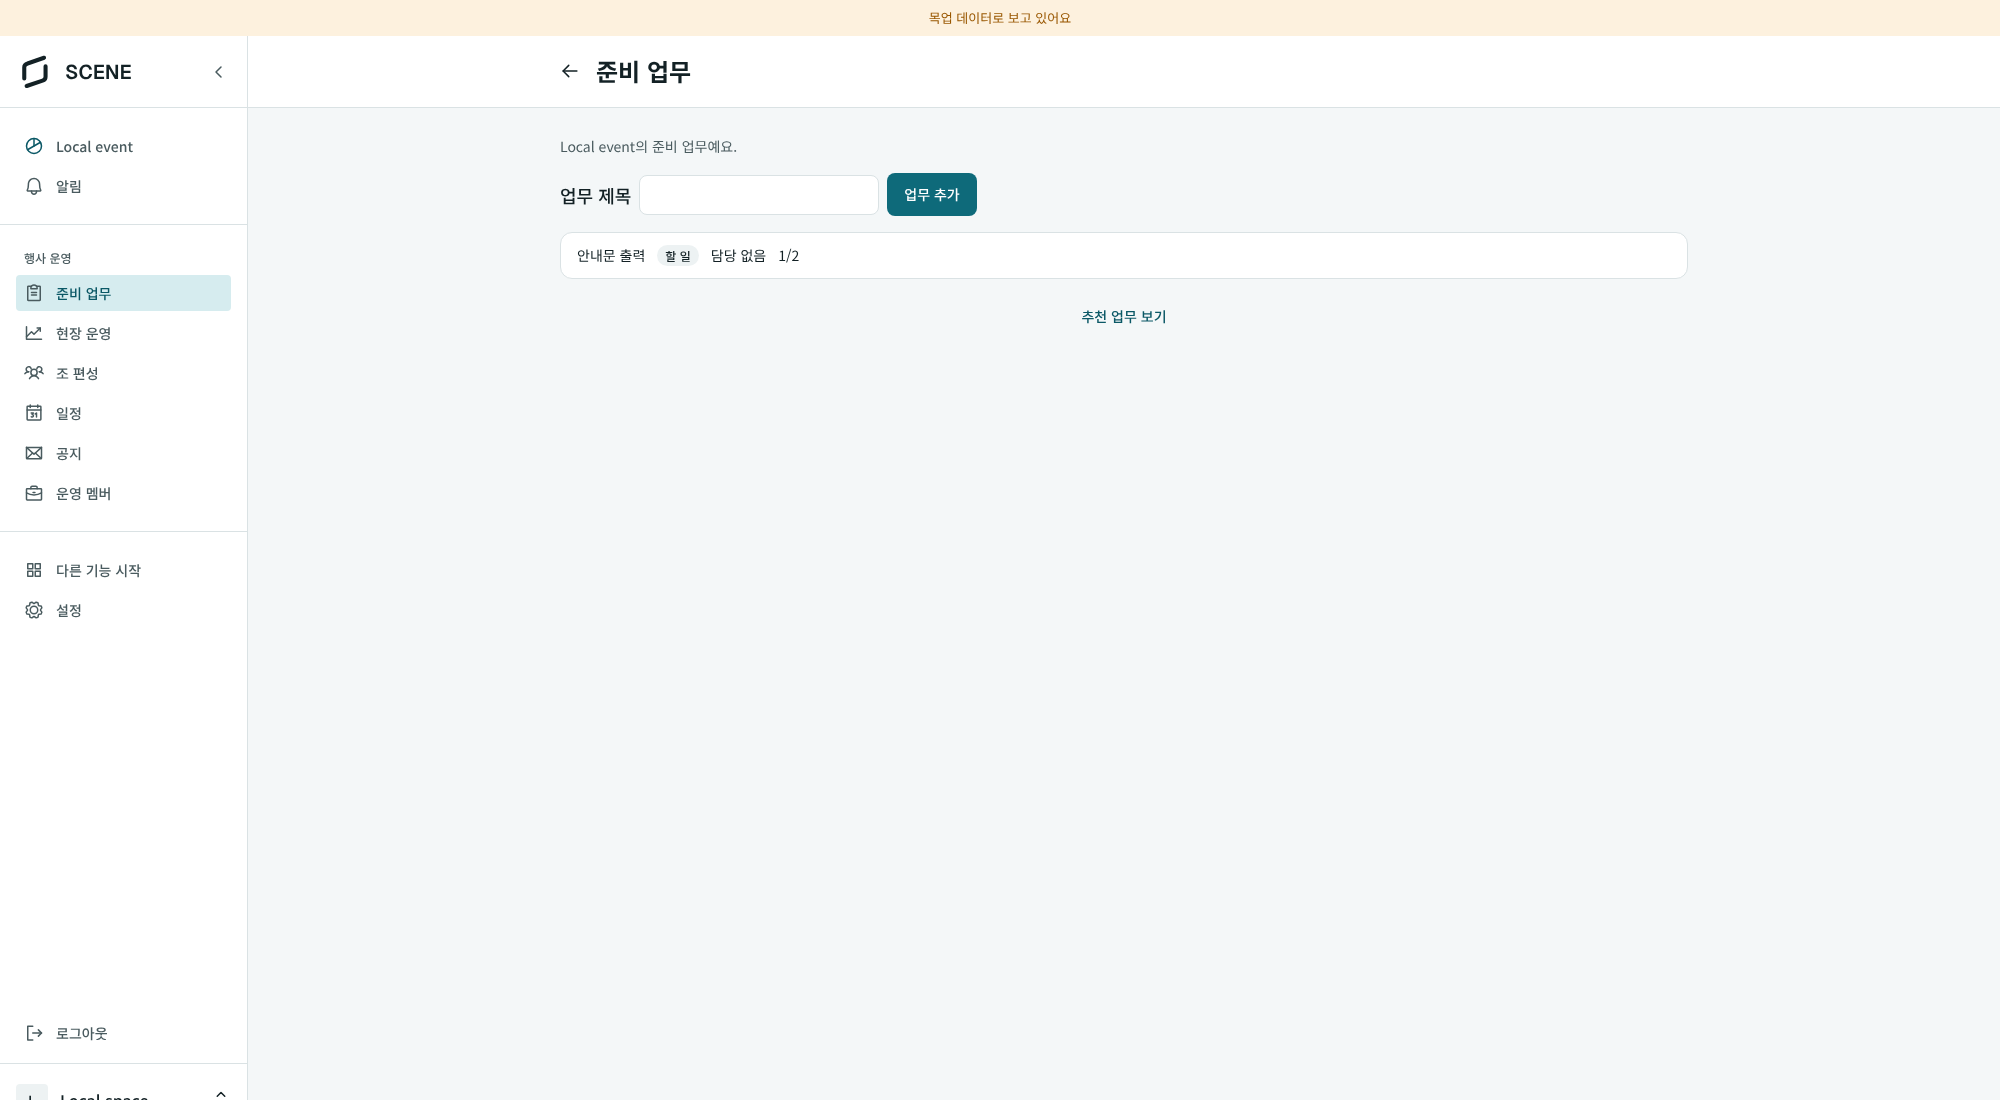 목업 데이터로 보고 있어요
SCENE
준비 업무
Local event
알림
행사 운영
준비 업무
현장 운영
조 편성
일정
공지
운영 멤버
다른 기능 시작
설정
로그아웃
Local space
Local event의 준비 업무예요.
업무 제목 업무 추가
안내문 출력 할 일 담당 없음 1/2
추천 업무 보기